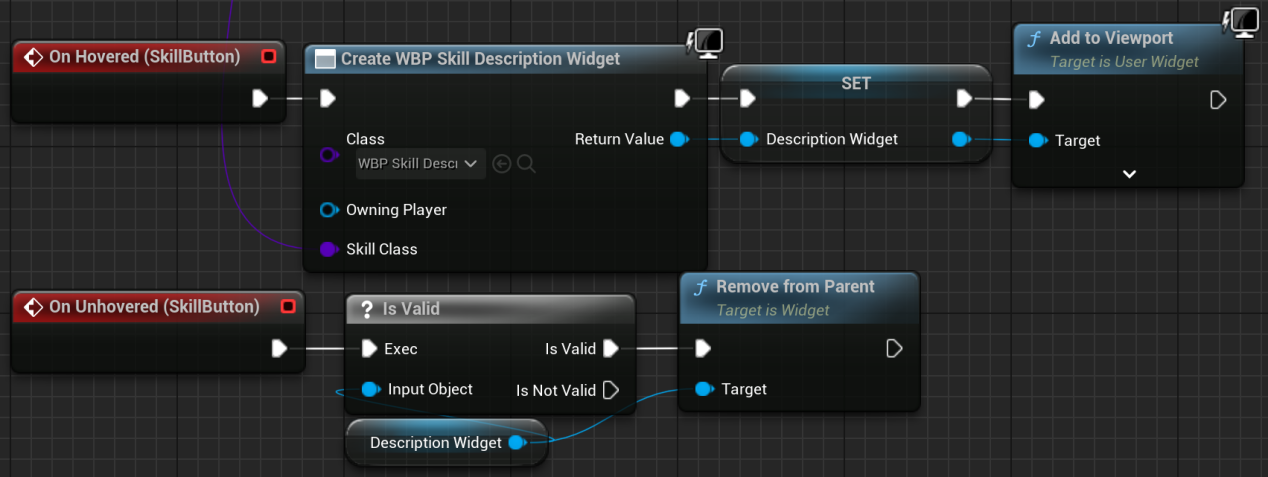 On Hovered (SkillButton)
Create WBP Skill Description Widget
Class
WBP Skill Desc
Return Value
Owning Player
Skill Class
SET
Description Widget
Add to Viewport
Target is User Widget
Target
On Unhovered (SkillButton)
? Is Valid
Exec
Is Valid
Input Object
Is Not Valid
Description Widget
Remove from Parent
Target is Widget
Target